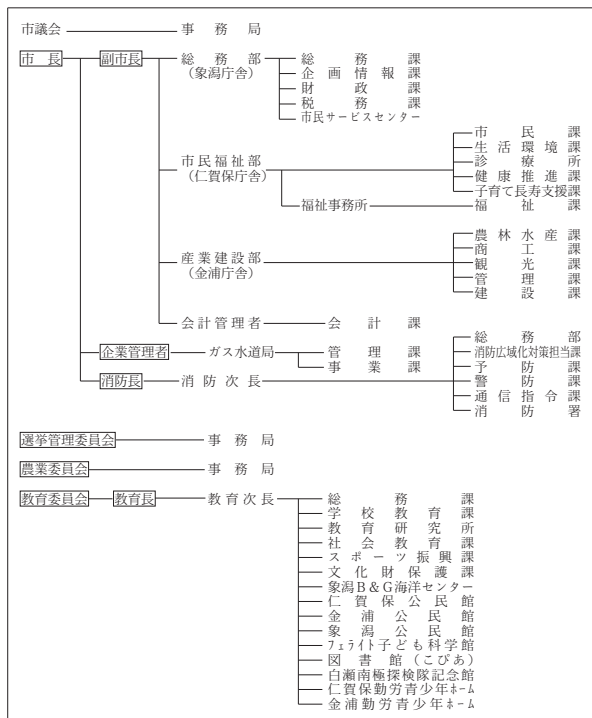 市議会 事務局
市長 副市長 総務部 総務課
(象潟庁舎) 企画情報課
財政課
税務課
市民サービスセンター
市民課
生活環境課
市民福祉部 診療所
(仁賀保庁舎) 健康推進課
子育て長寿支援課
福祉事務所 福祉課
農林水産課
商工課
産業建設部 観光課
(金浦庁舎) 管理課
建設課
会計管理者 会計課
総務部
企業管理者 ガス水道局 管理課 消防広域化対策担当課
事業課 予防課
消防長 消防次長 警防課
通信指令課
消防署
選挙管理委員会 事務局
農業委員会 事務局
教育委員会 教育長 教育次長 総務課
学校教育課
教育研究所
社会教育課
スポーツ振興課
文化財保護課
象潟B&G海洋センター
仁賀保公民館
金浦公民館
象潟公民館
フェライト子ども科学館
図書館(こぴあ)
白瀬南極探検隊記念館
仁賀保勤労青少年ホーム
金浦勤労青少年ホーム